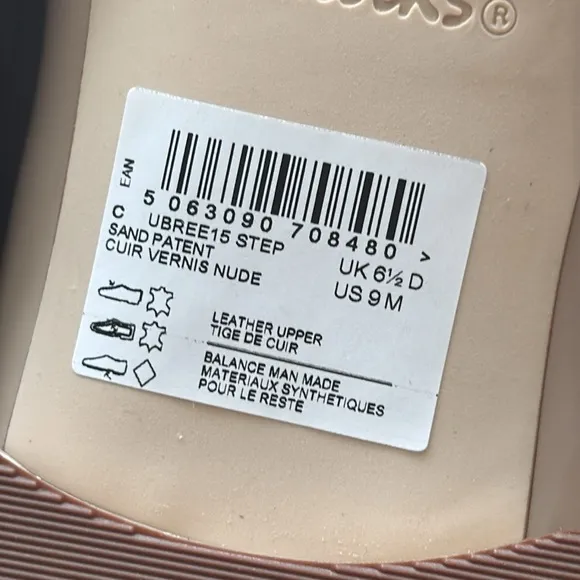 ®
EAN
5 063090 708480 >
C UBREE15 STEP
SAND PATENT
CUIR VERNIS NUDE
UK 6½ D
US 9 M
LEATHER UPPER
TIGE DE CUIR
BALANCE MAN MADE
MATERIAUX SYNTHETIQUES
POUR LE RESTE